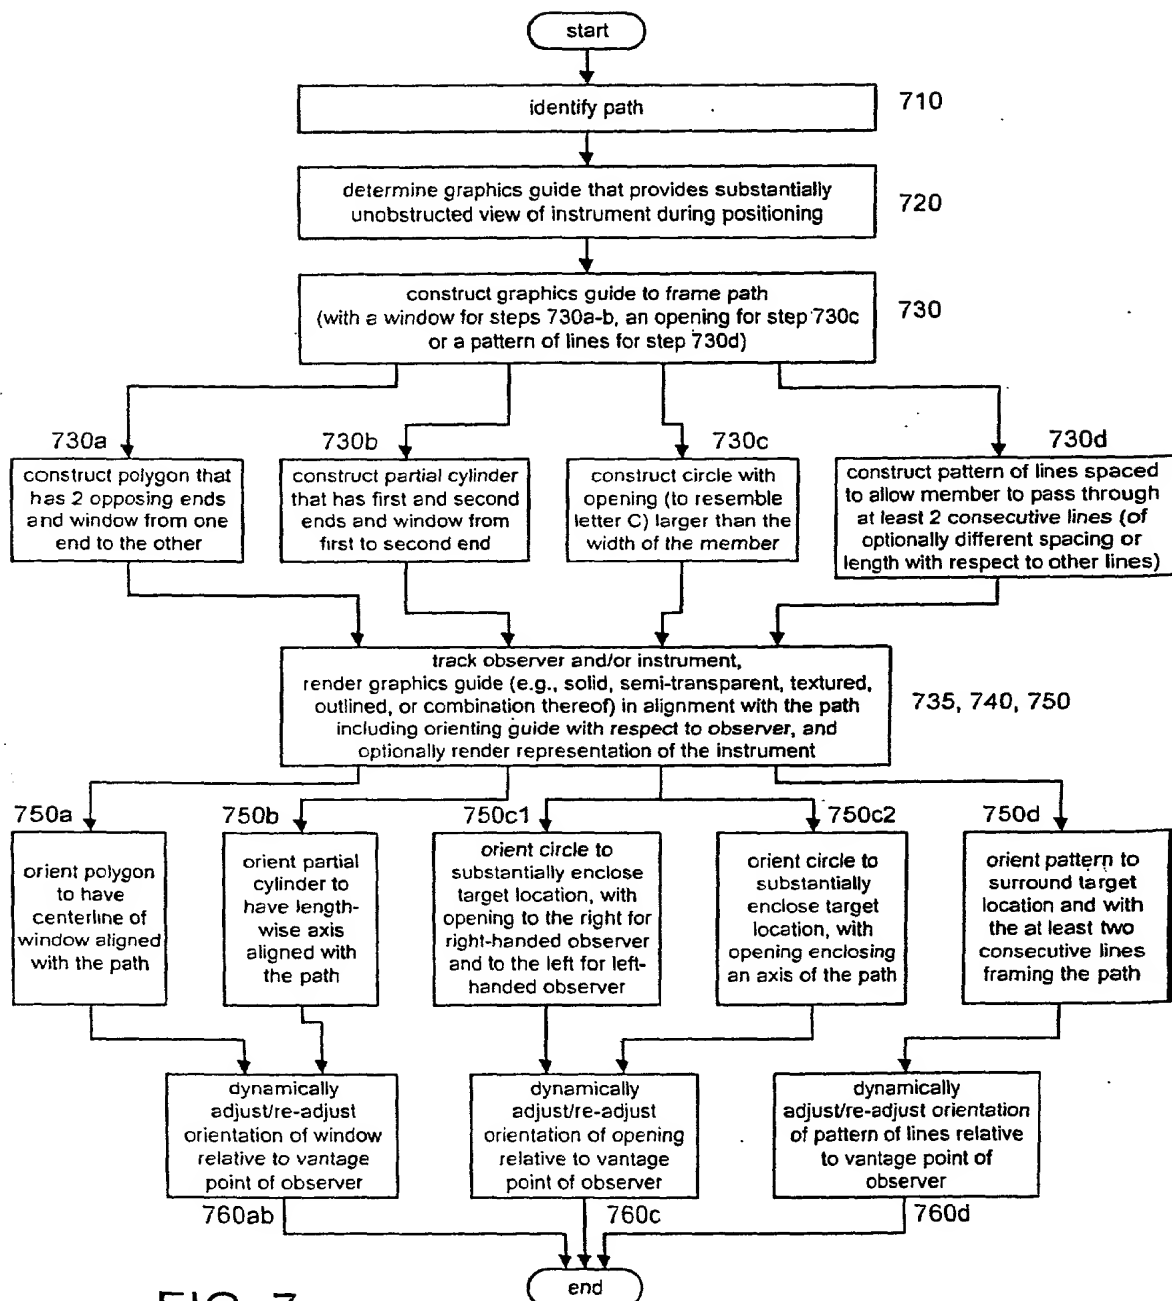 start
identify path
710
determine graphics guide that provides substantially
unobstructed view of instrument during positioning
720
construct graphics guide to frame path
(with a window for steps 730a-b, an opening for step 730c
or a pattern of lines for step 730d)
730
730a
construct polygon that
has 2 opposing ends
and window from one
end to the other
730b
construct partial cylinder
that has first and second
ends and window from
first to second end
730c
construct circle with
opening (to resemble
letter C) larger than the
width of the member
730d
construct pattern of lines spaced
to allow member to pass through
at least 2 consecutive lines (of
optionally different spacing or
length with respect to other lines)
track observer and/or instrument,
render graphics guide (e.g., solid, semi-transparent, textured,
outlined, or combination thereof) in alignment with the path
including orienting guide with respect to observer, and
optionally render representation of the instrument
735, 740, 750
750a
orient polygon
to have
centerline of
window aligned
with the path
750b
orient partial
cylinder to
have length-
wise axis
aligned with
the path
750c1
orient circle to
substantially enclose
target location, with
opening to the right for
right-handed observer
and to the left for left-
handed observer
750c2
orient circle to
substantially
enclose target
location, with
opening enclosing
an axis of the path
750d
orient pattern to
surround target
location and with
the at least two
consecutive lines
framing the path
dynamically
adjust/re-adjust
orientation of window
relative to vantage
point of observer
760ab
dynamically
adjust/re-adjust
orientation of opening
relative to vantage
point of observer
760c
dynamically
adjust/re-adjust orientation
of pattern of lines relative
to vantage point of
observer
760d
end
FIG. 7